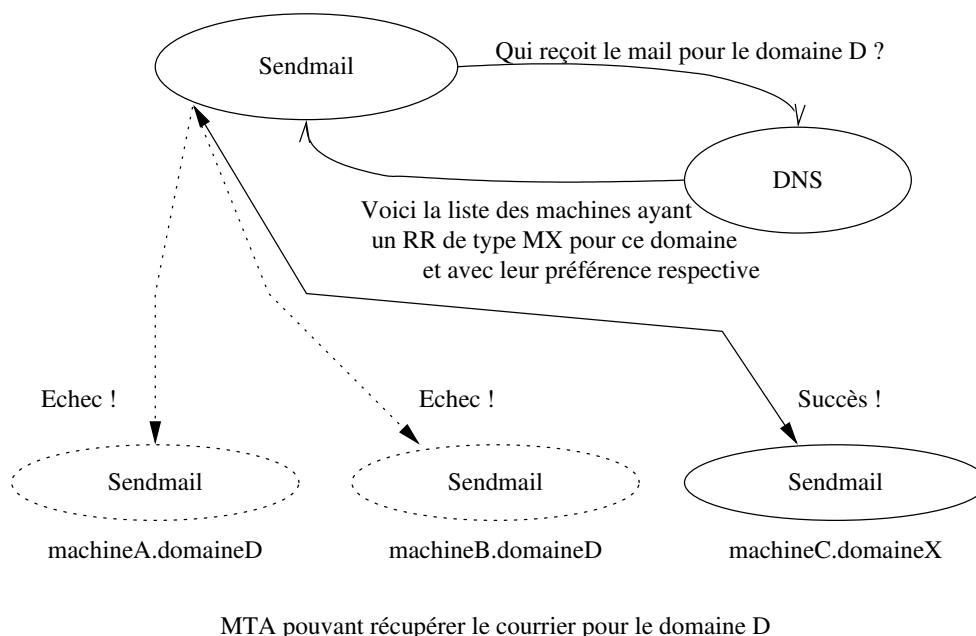 Sendmail
Qui reçoit le mail pour le domaine D ?
DNS
Voici la liste des machines ayant
un RR de type MX pour ce domaine
et avec leur préférence respective
Echec !
Echec !
Succès !
Sendmail
Sendmail
Sendmail
machineA.domaineD
machineB.domaineD
machineC.domaineX
MTA pouvant récupérer le courrier pour le domaine D